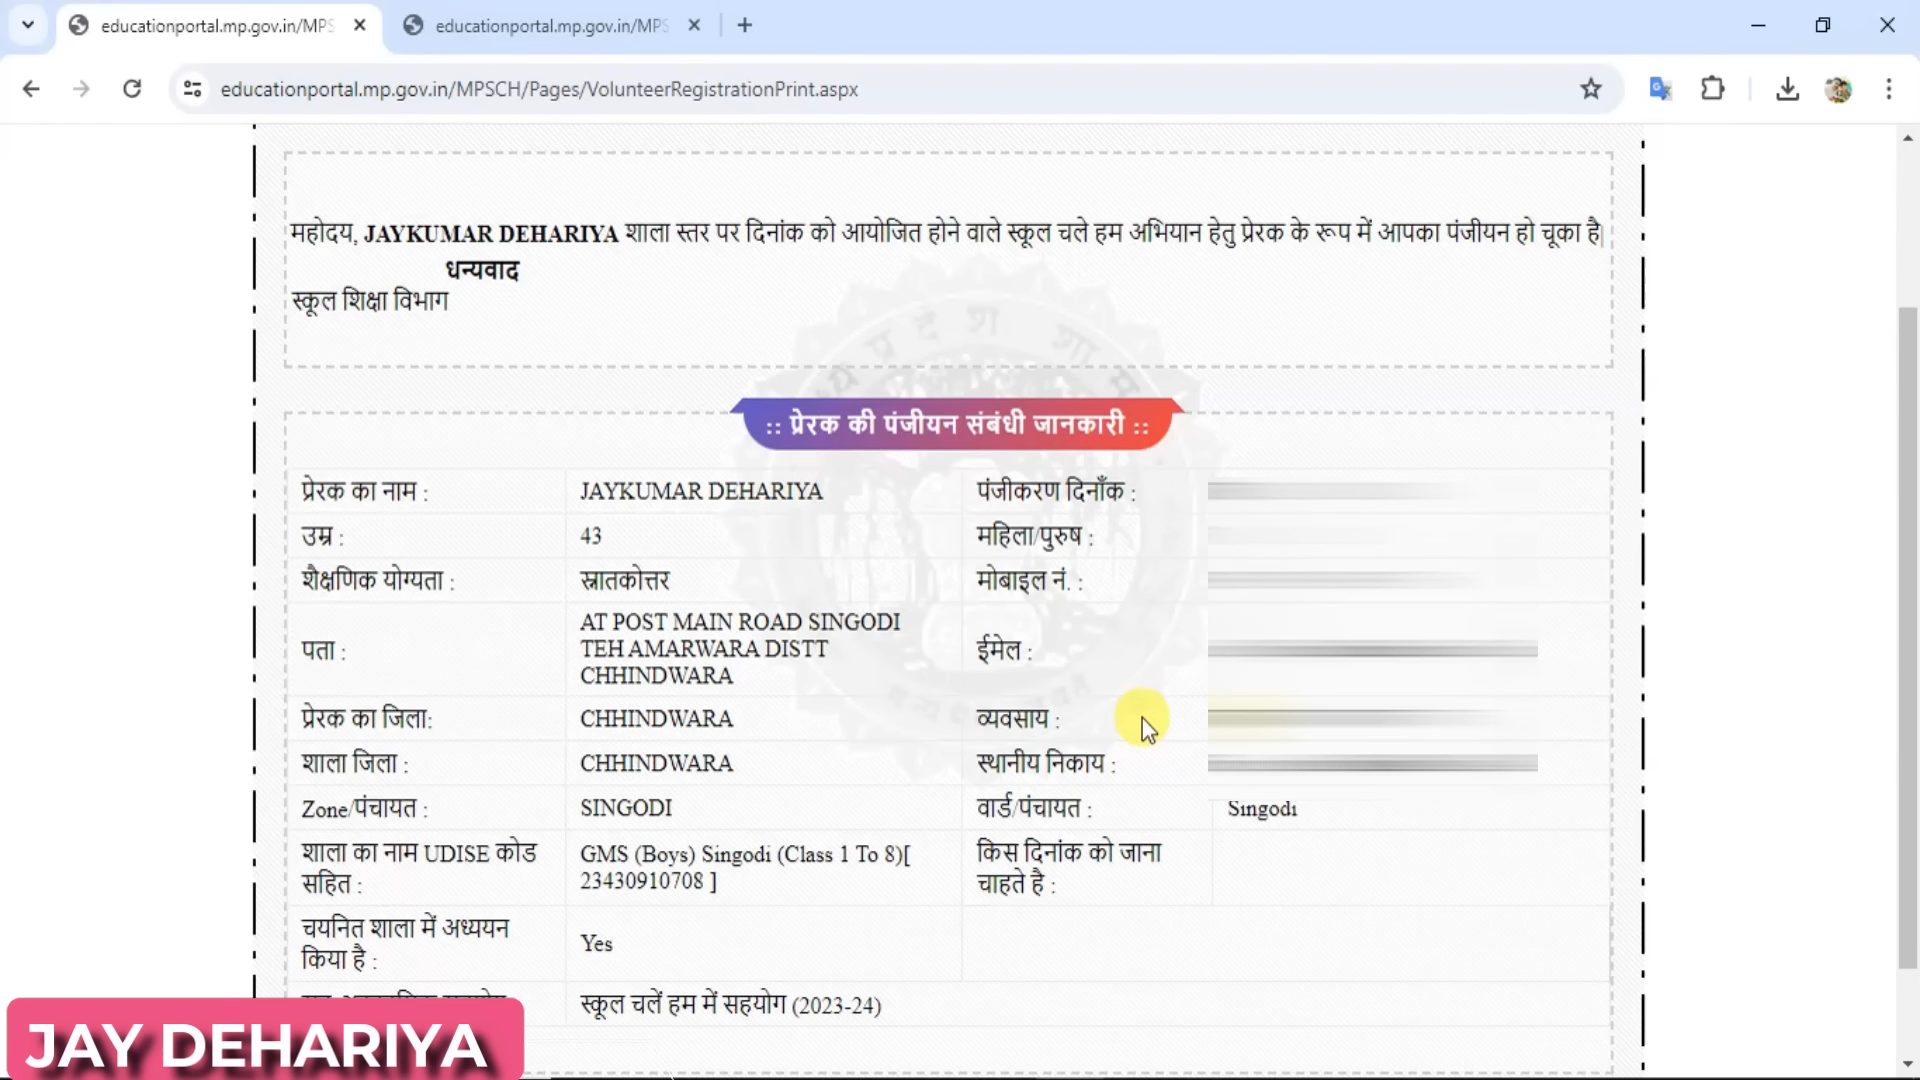 educationportal.mp.gov.in/MPS
educationportal.mp.gov.in/MPS
educationportal.mp.gov.in/MPSCH/Pages/VolunteerRegistrationPrint.aspx
महोदय, JAYKUMAR DEHARIYA शाला स्तर पर दिनांक को आयोजित होने वाले स्कूल चले हम अभियान हेतु प्रेरक के रूप में आपका पंजीयन हो चूका है|
धन्यवाद
स्कूल शिक्षा विभाग
:: प्रेरक की पंजीयन संबंधी जानकारी ::
प्रेरक का नाम : JAYKUMAR DEHARIYA पंजीकरण दिनाँक :
उम्र : 43 महिला/पुरुष :
शैक्षणिक योग्यता : स्नातकोत्तर मोबाइल नं. :
पता : AT POST MAIN ROAD SINGODI
TEH AMARWARA DISTT
CHHINDWARA ईमेल :
प्रेरक का जिला: CHHINDWARA व्यवसाय :
शाला जिला : CHHINDWARA स्थानीय निकाय :
Zone/पंचायत : SINGODI वार्ड/पंचायत : Singodi
शाला का नाम UDISE कोड
सहित : GMS (Boys) Singodi (Class 1 To 8)[
23430910708 ] किस दिनांक को जाना
चाहते है :
चयनित शाला में अध्ययन
किया है : Yes
स्कूल चलें हम में सहयोग (2023-24)
JAY DEHARIYA